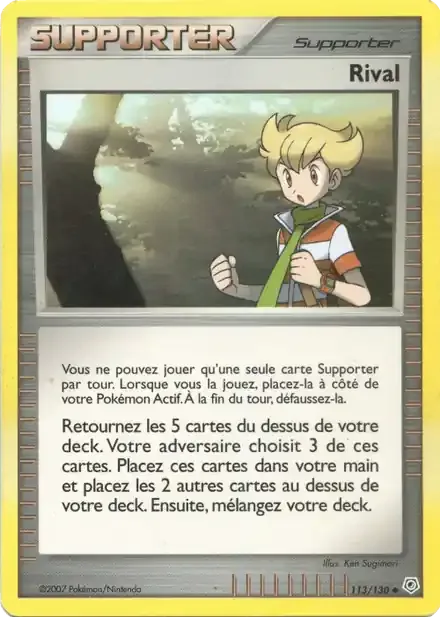 SUPPORTER Supporter
Rival
Vous ne pouvez jouer qu'une seule carte Supporter
par tour. Lorsque vous la jouez, placez-la à côté de
votre Pokémon Actif. À la fin du tour, défaussez-la.
Retournez les 5 cartes du dessus de votre
deck. Votre adversaire choisit 3 de ces
cartes. Placez ces cartes dans votre main
et placez les 2 autres cartes au dessus de
votre deck. Ensuite, mélangez votre deck.
Illus. Ken Sugimori
©2007 Pokémon/Nintendo 113/130